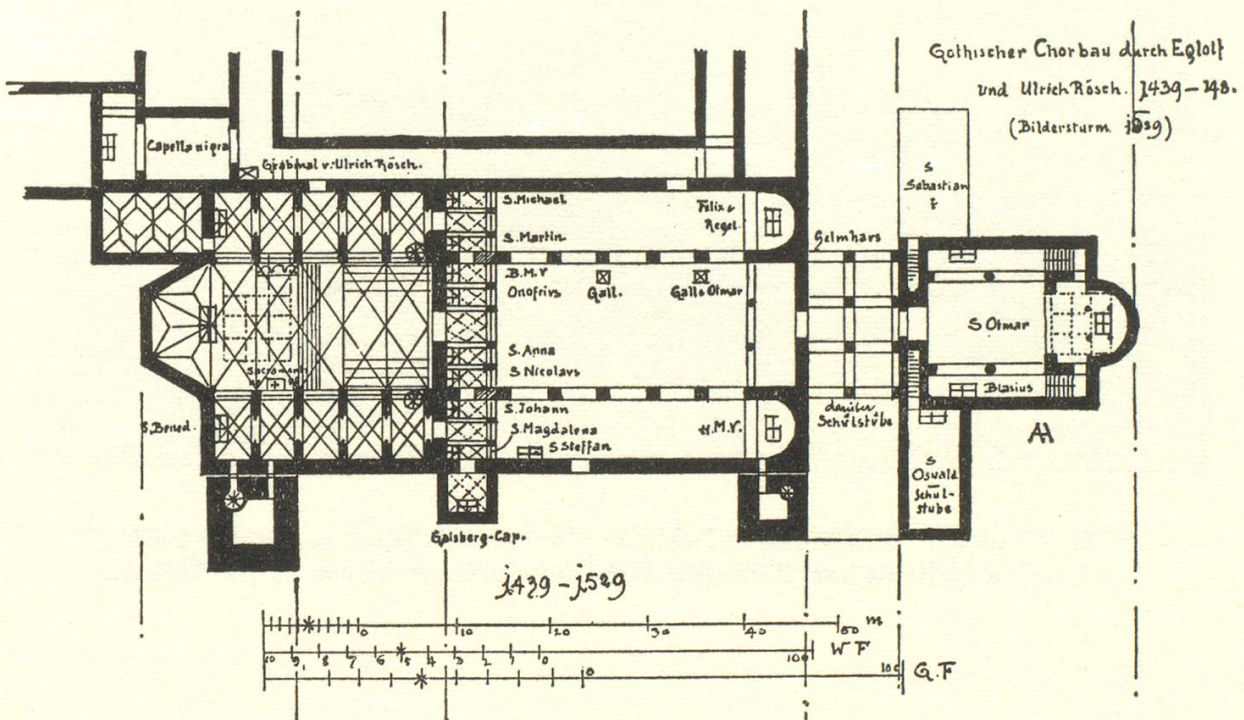 Gothischer Chorbau durch Eglolf
und Ulrich Rösch. 1439–148.
(Bildersturm 1529)
Capella nigra
Grabmal v. Ulrich Rösch.
S
Sebastian
S. Michael
Felix &
Regel.
S. Martin
Gelmhars
B.M.V
Onofrius
Gall.
Gall & Otmar
S Otmar
S. Anna
S Nicolaus
Sacrament
S. Johann
Blasius
darüber
Schulstube
S. Bened.
S. Magdalena
S Steffan
H.M.V.
S
Oswald
Schul-
stube
Galsberg-Cap.
1439–1529
0 10 20 30 40 50 m
10 9 8 7 6 5 4 3 2 1 0 100 W F
0 100 G.F